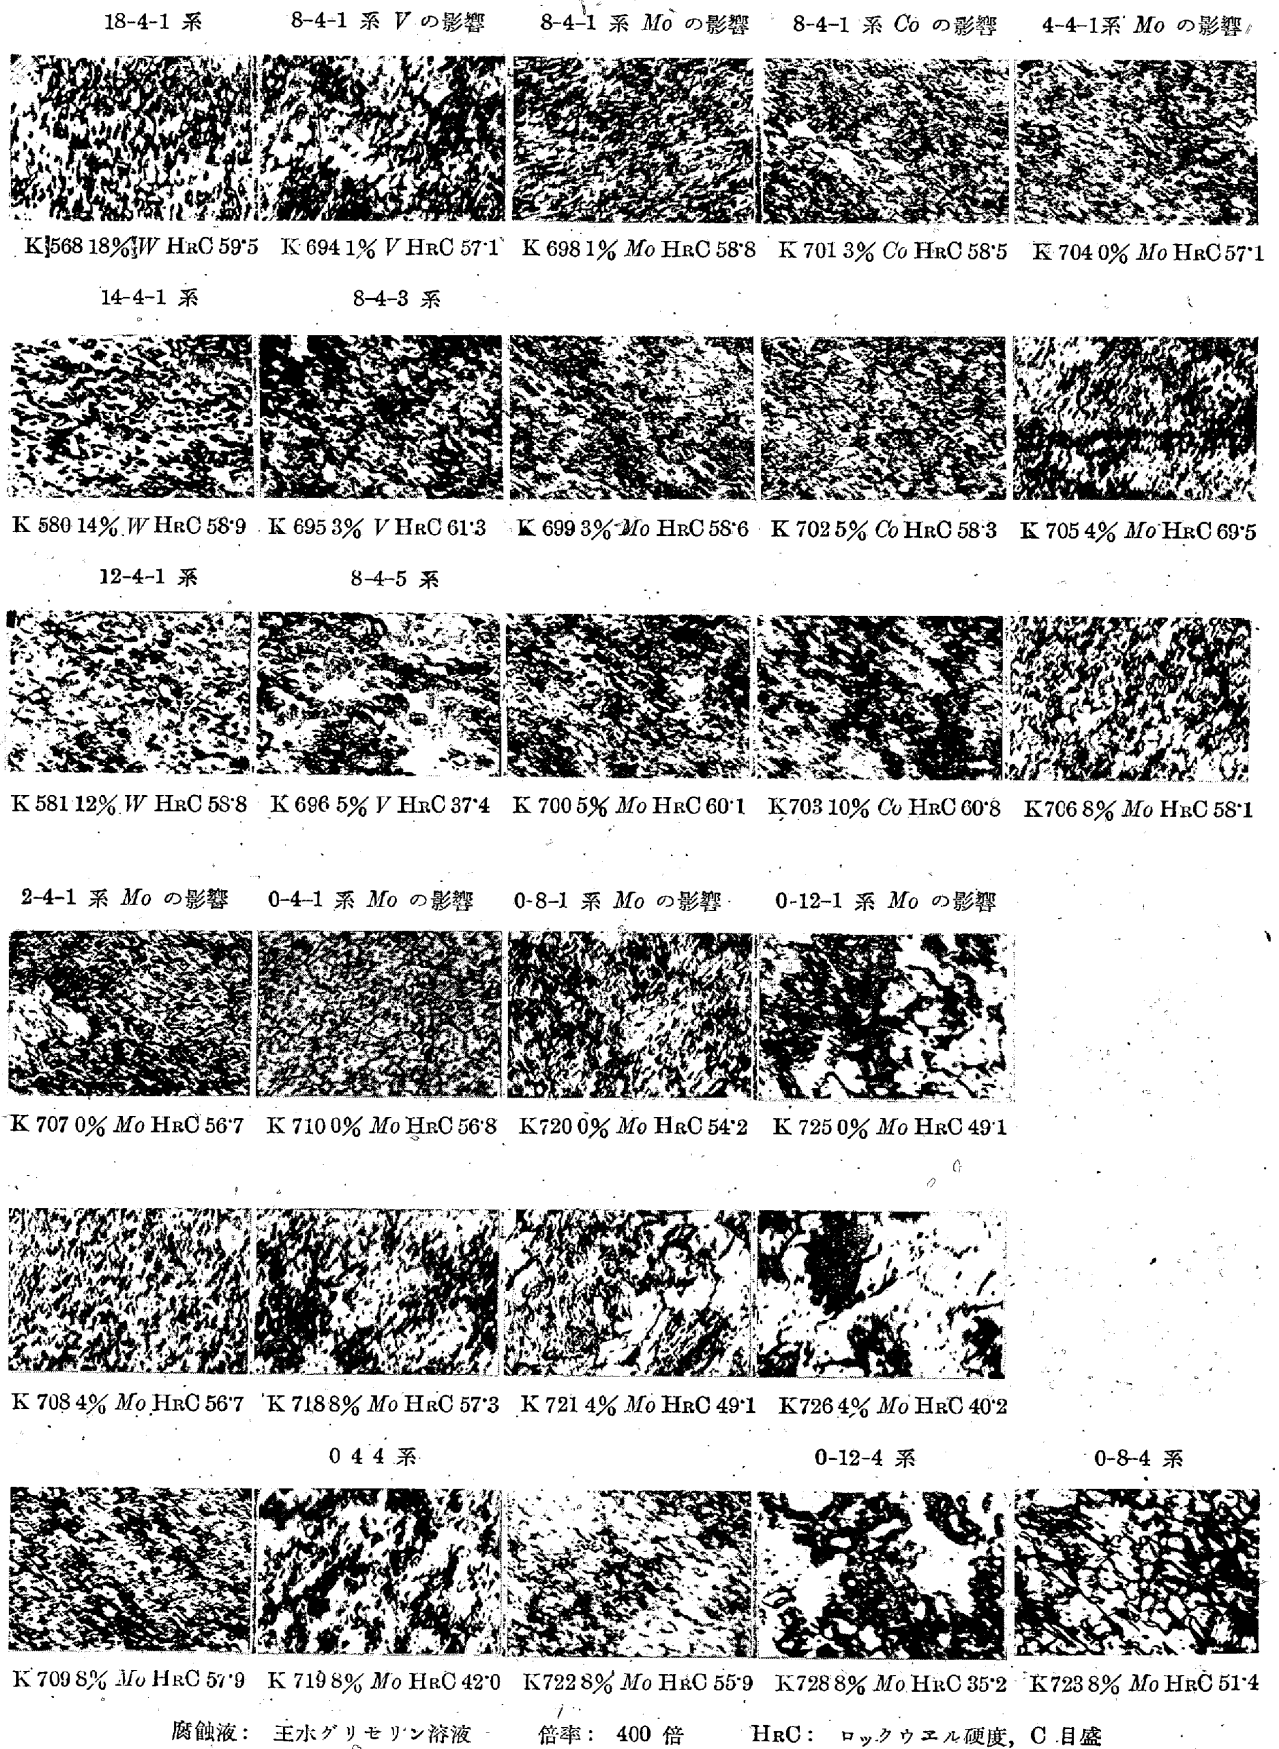 18-4-1 系 8-4-1 系 V の影響 8-4-1 系 Mo の影響 8-4-1 系 Co の影響 4-4-1系 Mo の影響
K 568 18% W HRC 59·5 K 694 1% V HRC 57·1 K 698 1% Mo HRC 58·8 K 701 3% Co HRC 58·5 K 704 0% Mo HRC 57·1
14-4-1 系 8-4-3 系
K 580 14% W HRC 58·9 K 695 3% V HRC 61·3 K 699 3% Mo HRC 58·6 K 702 5% Co HRC 58·3 K 705 4% Mo HRC 69·5
12-4-1 系 8-4-5 系
K 581 12% W HRC 58·8 K 696 5% V HRC 37·4 K 700 5% Mo HRC 60·1 K703 10% Co HRC 60·8 K706 8% Mo HRC 58·1
2-4-1 系 Mo の影響 0-4-1 系 Mo の影響 0-8-1 系 Mo の影響 0-12-1 系 Mo の影響
K 707 0% Mo HRC 56·7 K 710 0% Mo HRC 56·8 K720 0% Mo HRC 54·2 K 725 0% Mo HRC 49·1
K 708 4% Mo HRC 56·7 K 718 8% Mo HRC 57·3 K 721 4% Mo HRC 49·1 K726 4% Mo HRC 40·2
0 4 4 系 0-12-4 系 0-8-4 系
K 709 8% Mo HRC 57·9 K 719 8% Mo HRC 42·0 K722 8% Mo HRC 55·9 K728 8% Mo HRC 35·2 K723 8% Mo HRC 51·4
腐蝕液： 王水グリセリン溶液 倍率： 400 倍 HRC： ロックウエル硬度, C 目盛